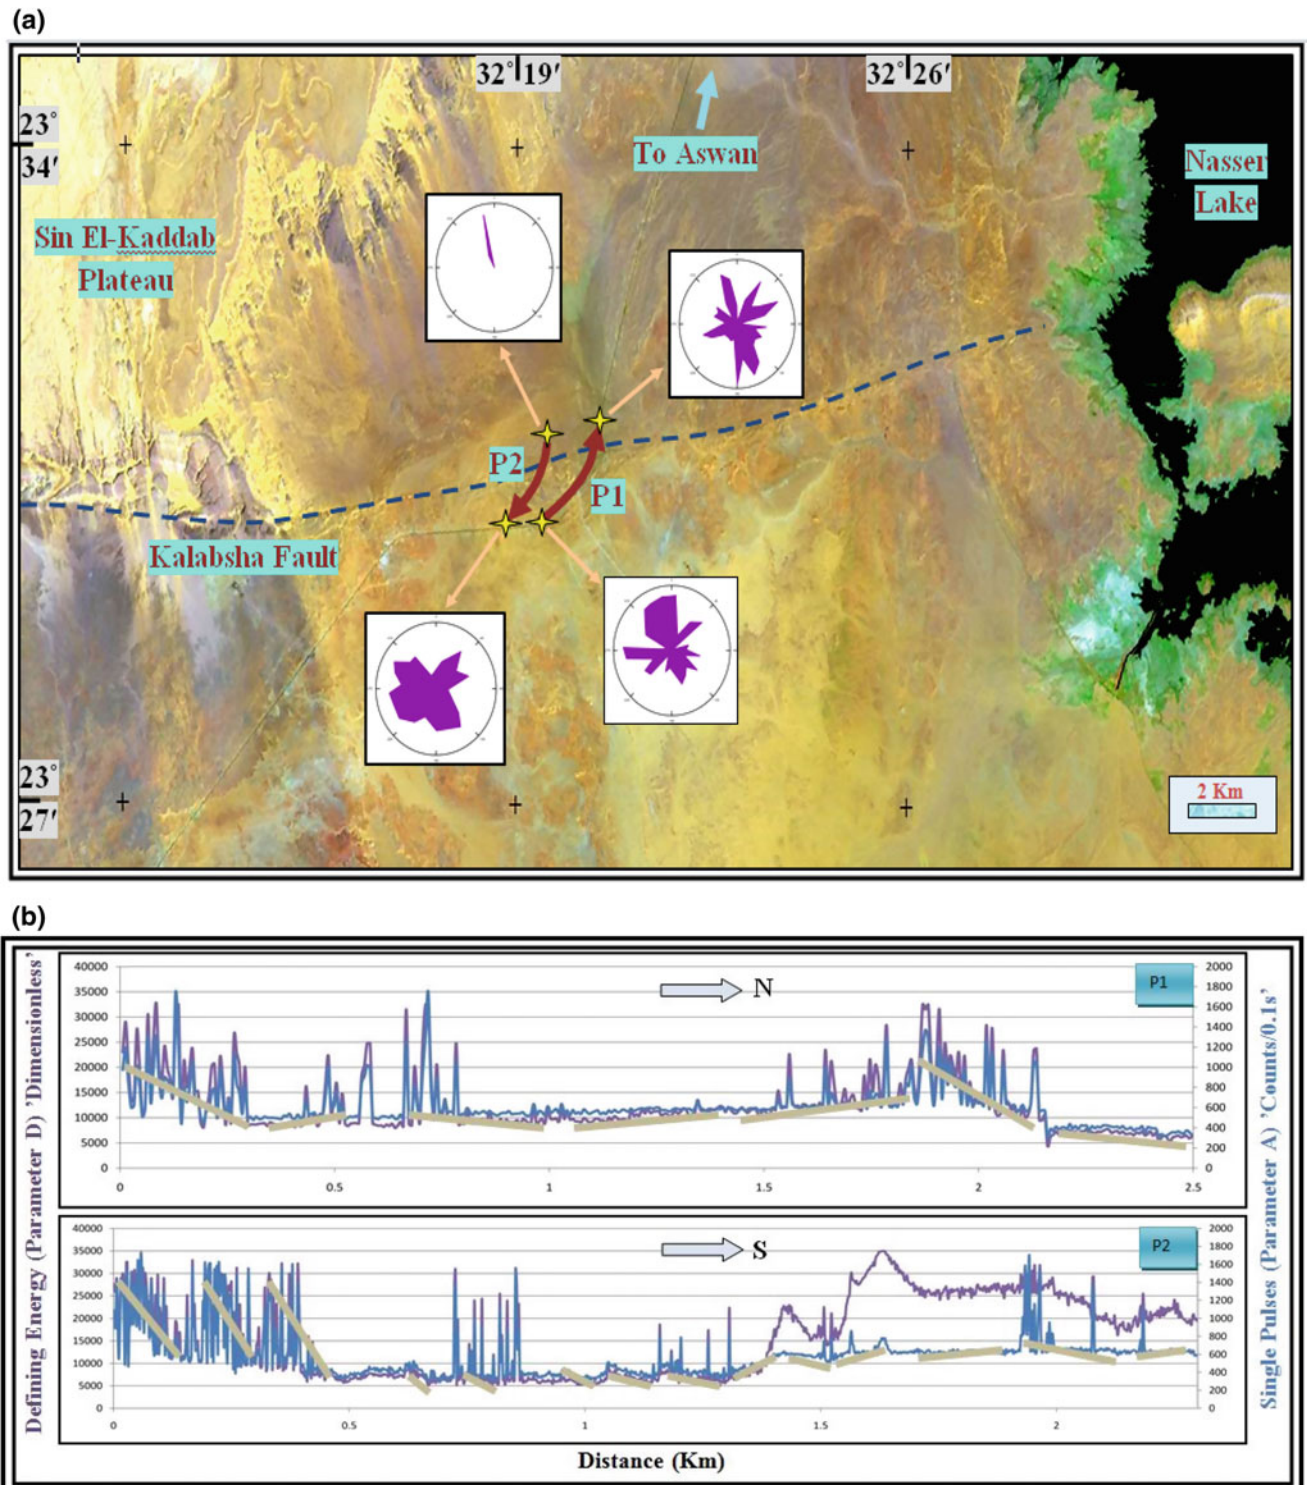 (a)
32° 19′
32° 26′
23°
34′
To Aswan
Nasser
Lake
Sin El-Kaddab
Plateau
P2
P1
Kalabsha Fault
23°
27′
2 Km
(b)
Defining Energy (Parameter D) 'Dimensionless'
Single Pulses (Parameter A) 'Counts/0.1s'
40000
35000
30000
25000
20000
15000
10000
5000
0
N
P1
2000
1800
1600
1400
1200
1000
800
600
400
200
0
0 0.5 1 1.5 2 2.5
40000
35000
30000
25000
20000
15000
10000
5000
0
S
P2
2000
1800
1600
1400
1200
1000
800
600
400
200
0
0 0.5 1 1.5 2
Distance (Km)